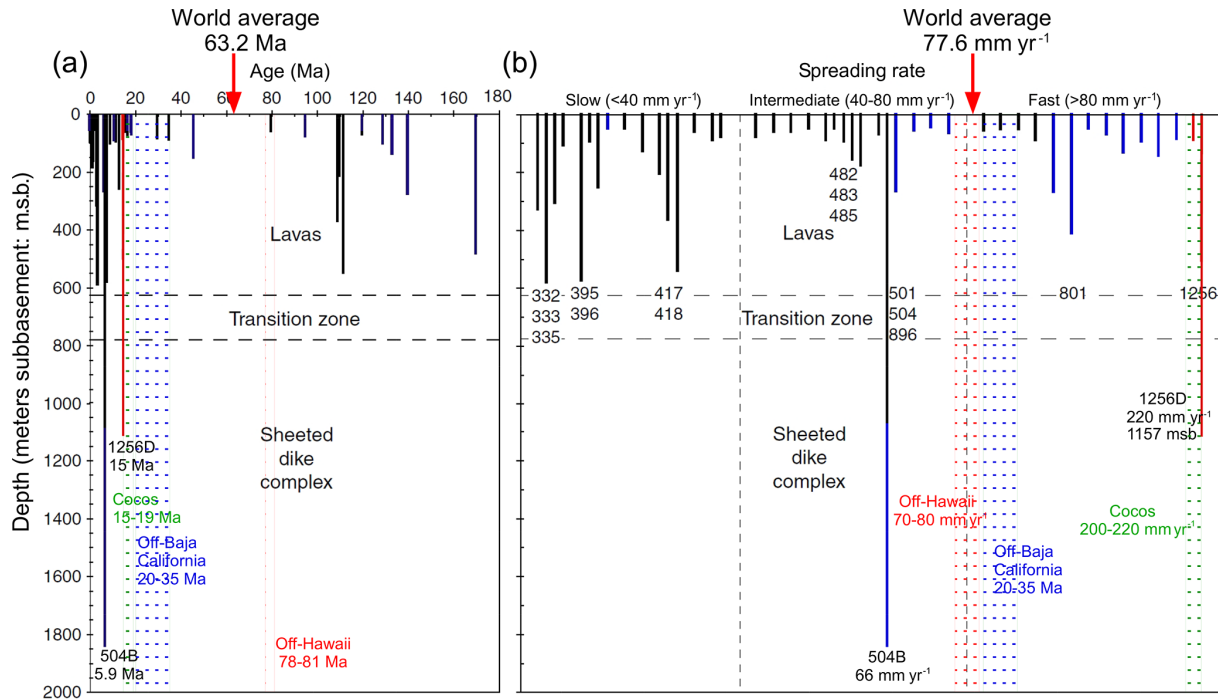 World average
63.2 Ma
World average
77.6 mm yr⁻¹
(a)
Age (Ma)
0 20 40 60 80 100 120 140 160 180
(b)
Spreading rate
Slow (<40 mm yr⁻¹)
Intermediate (40-80 mm yr⁻¹)
Fast (>80 mm yr⁻¹)
Depth (meters subbasement: m.s.b.)
0
200
400
600
800
1000
1200
1400
1600
1800
2000
Lavas
Transition zone
Sheeted
dike
complex
1256D
15 Ma
Cocos
15-19 Ma
Off-Baja
California
20-35 Ma
504B
5.9 Ma
Off-Hawaii
78-81 Ma
482
483
485
Lavas
332
333
335
395
396
417
418
501
504
896
801
1256
Transition zone
Sheeted
dike
complex
1256D
220 mm yr⁻¹
1157 msb
Off-Hawaii
70-80 mm yr⁻¹
Cocos
200-220 mm yr⁻¹
Off-Baja
California
20-35 Ma
504B
66 mm yr⁻¹